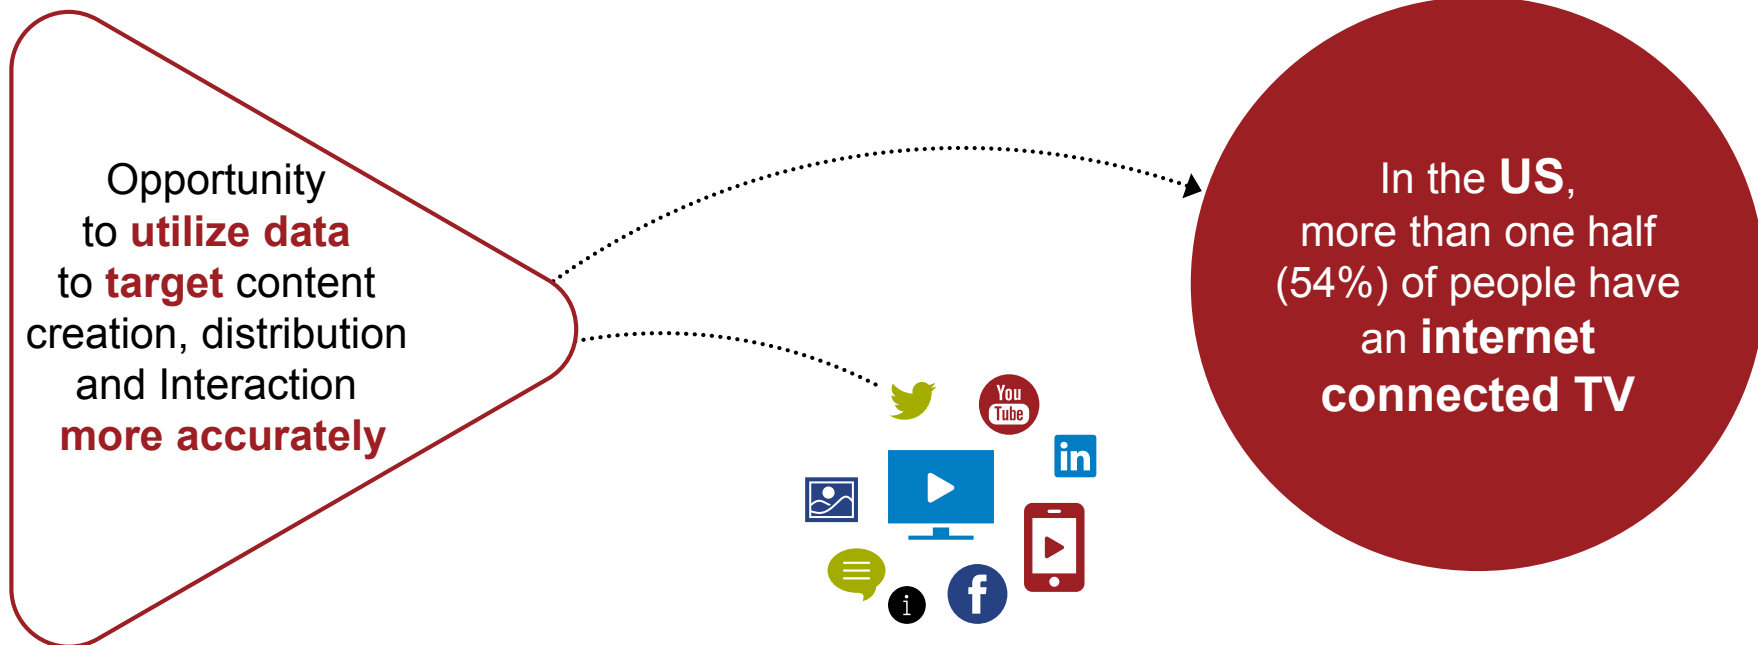 Opportunity
to utilize data
to target content
creation, distribution
and Interaction
more accurately
In the US,
more than one half
(54%) of people have
an internet
connected TV
You
Tube
in
i
f